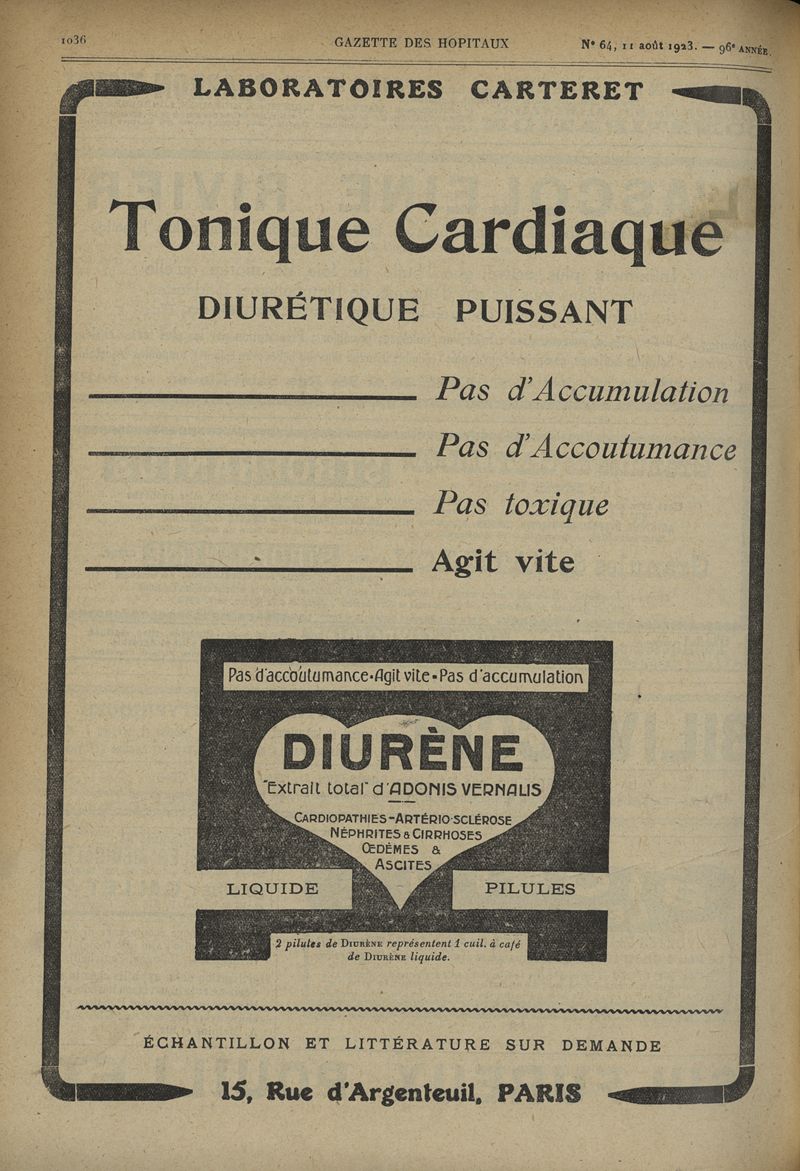 1036 GAZETTE DES HOPITAUX N° 64, 11 août 1923. — 96e ANNÉE.
LABORATOIRES CARTERET
Tonique Cardiaque
DIURÉTIQUE PUISSANT
Pas d'Accumulation
Pas d'Accoutumance
Pas toxique
Agit vite
Pas d'accoutumance•Agit vite-Pas d'accumulation
DIURÈNE
"Extrait total" d'ADONIS VERNALIS
CARDIOPATHIES-ARTÉRIO-SCLÉROSE
NÉPHRITES & CIRRHOSES
ŒDÈMES &
ASCITES
LIQUIDE PILULES
2 pilules de DIURÈNE représentent 1 cuil. à café
de DIURÈNE liquide.
ÉCHANTILLON ET LITTÉRATURE SUR DEMANDE
15, Rue d'Argenteuil, PARIS